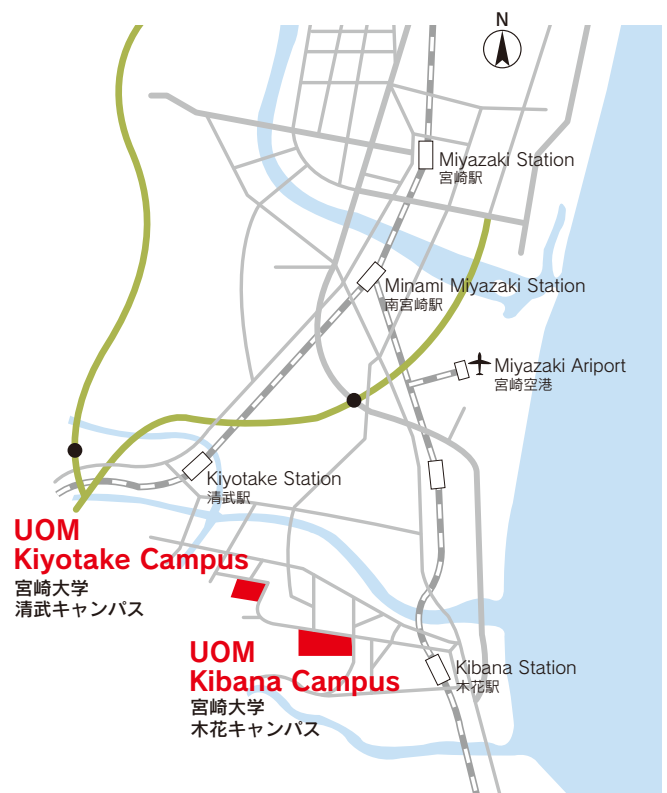 N
Miyazaki Station
宮崎駅
Minami Miyazaki Station
南宮崎駅
Miyazaki Ariport
宮崎空港
Kiyotake Station
清武駅
UOM
Kiyotake Campus
宮崎大学
清武キャンパス
UOM
Kibana Campus
宮崎大学
木花キャンパス
Kibana Station
木花駅